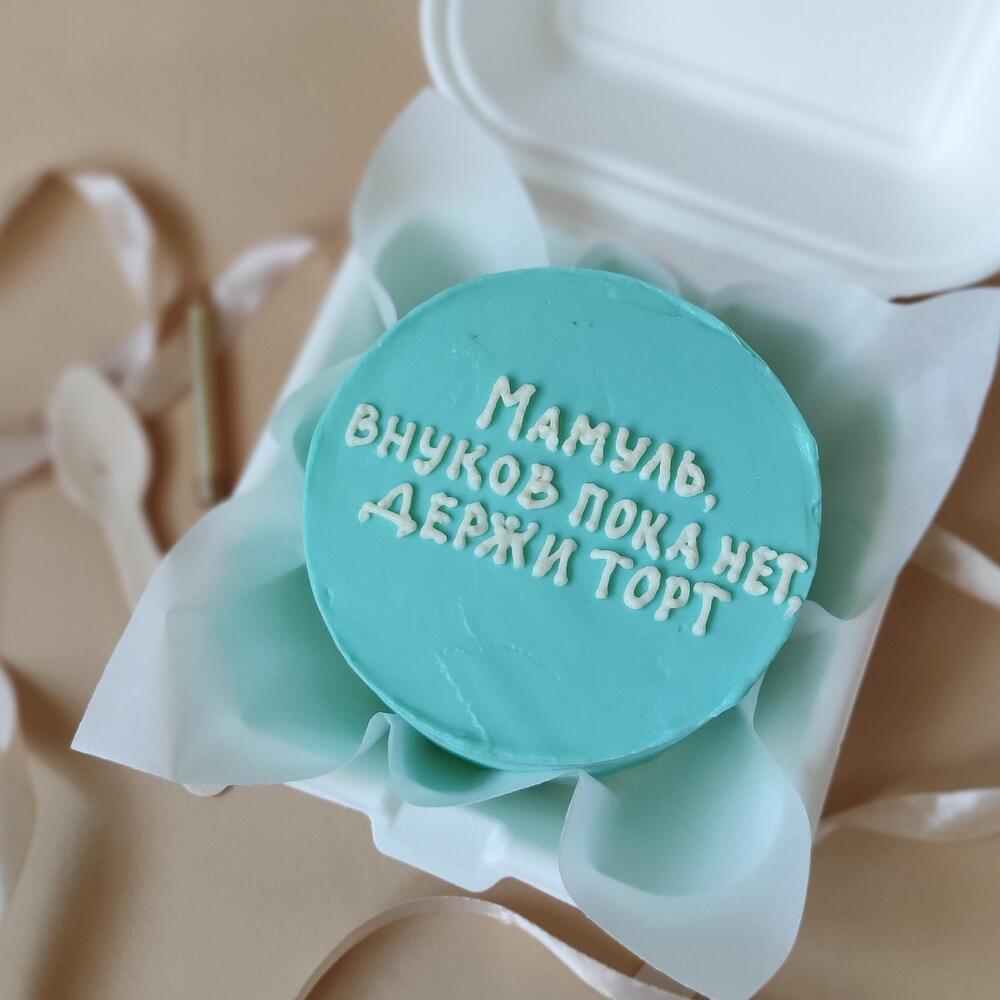 Мамуль,
внуков пока нет,
держи торт